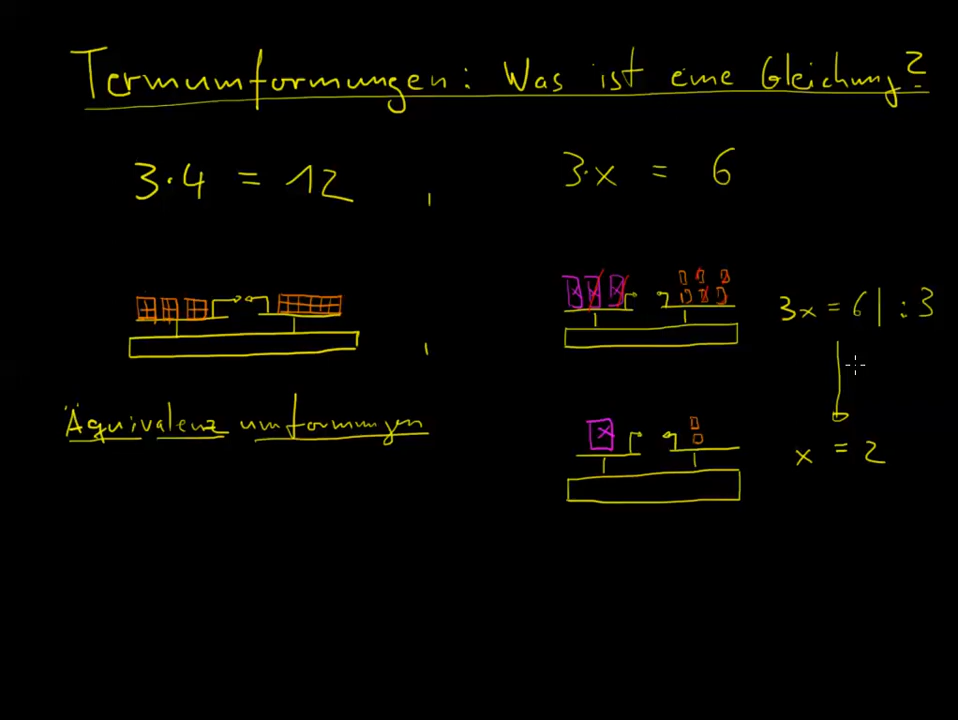 Termumformungen: Was ist eine Gleichung?
3·4 = 12 , 3·x = 6
x x x
3x = 6 | : 3
Äquivalenzumformungen
x
x = 2